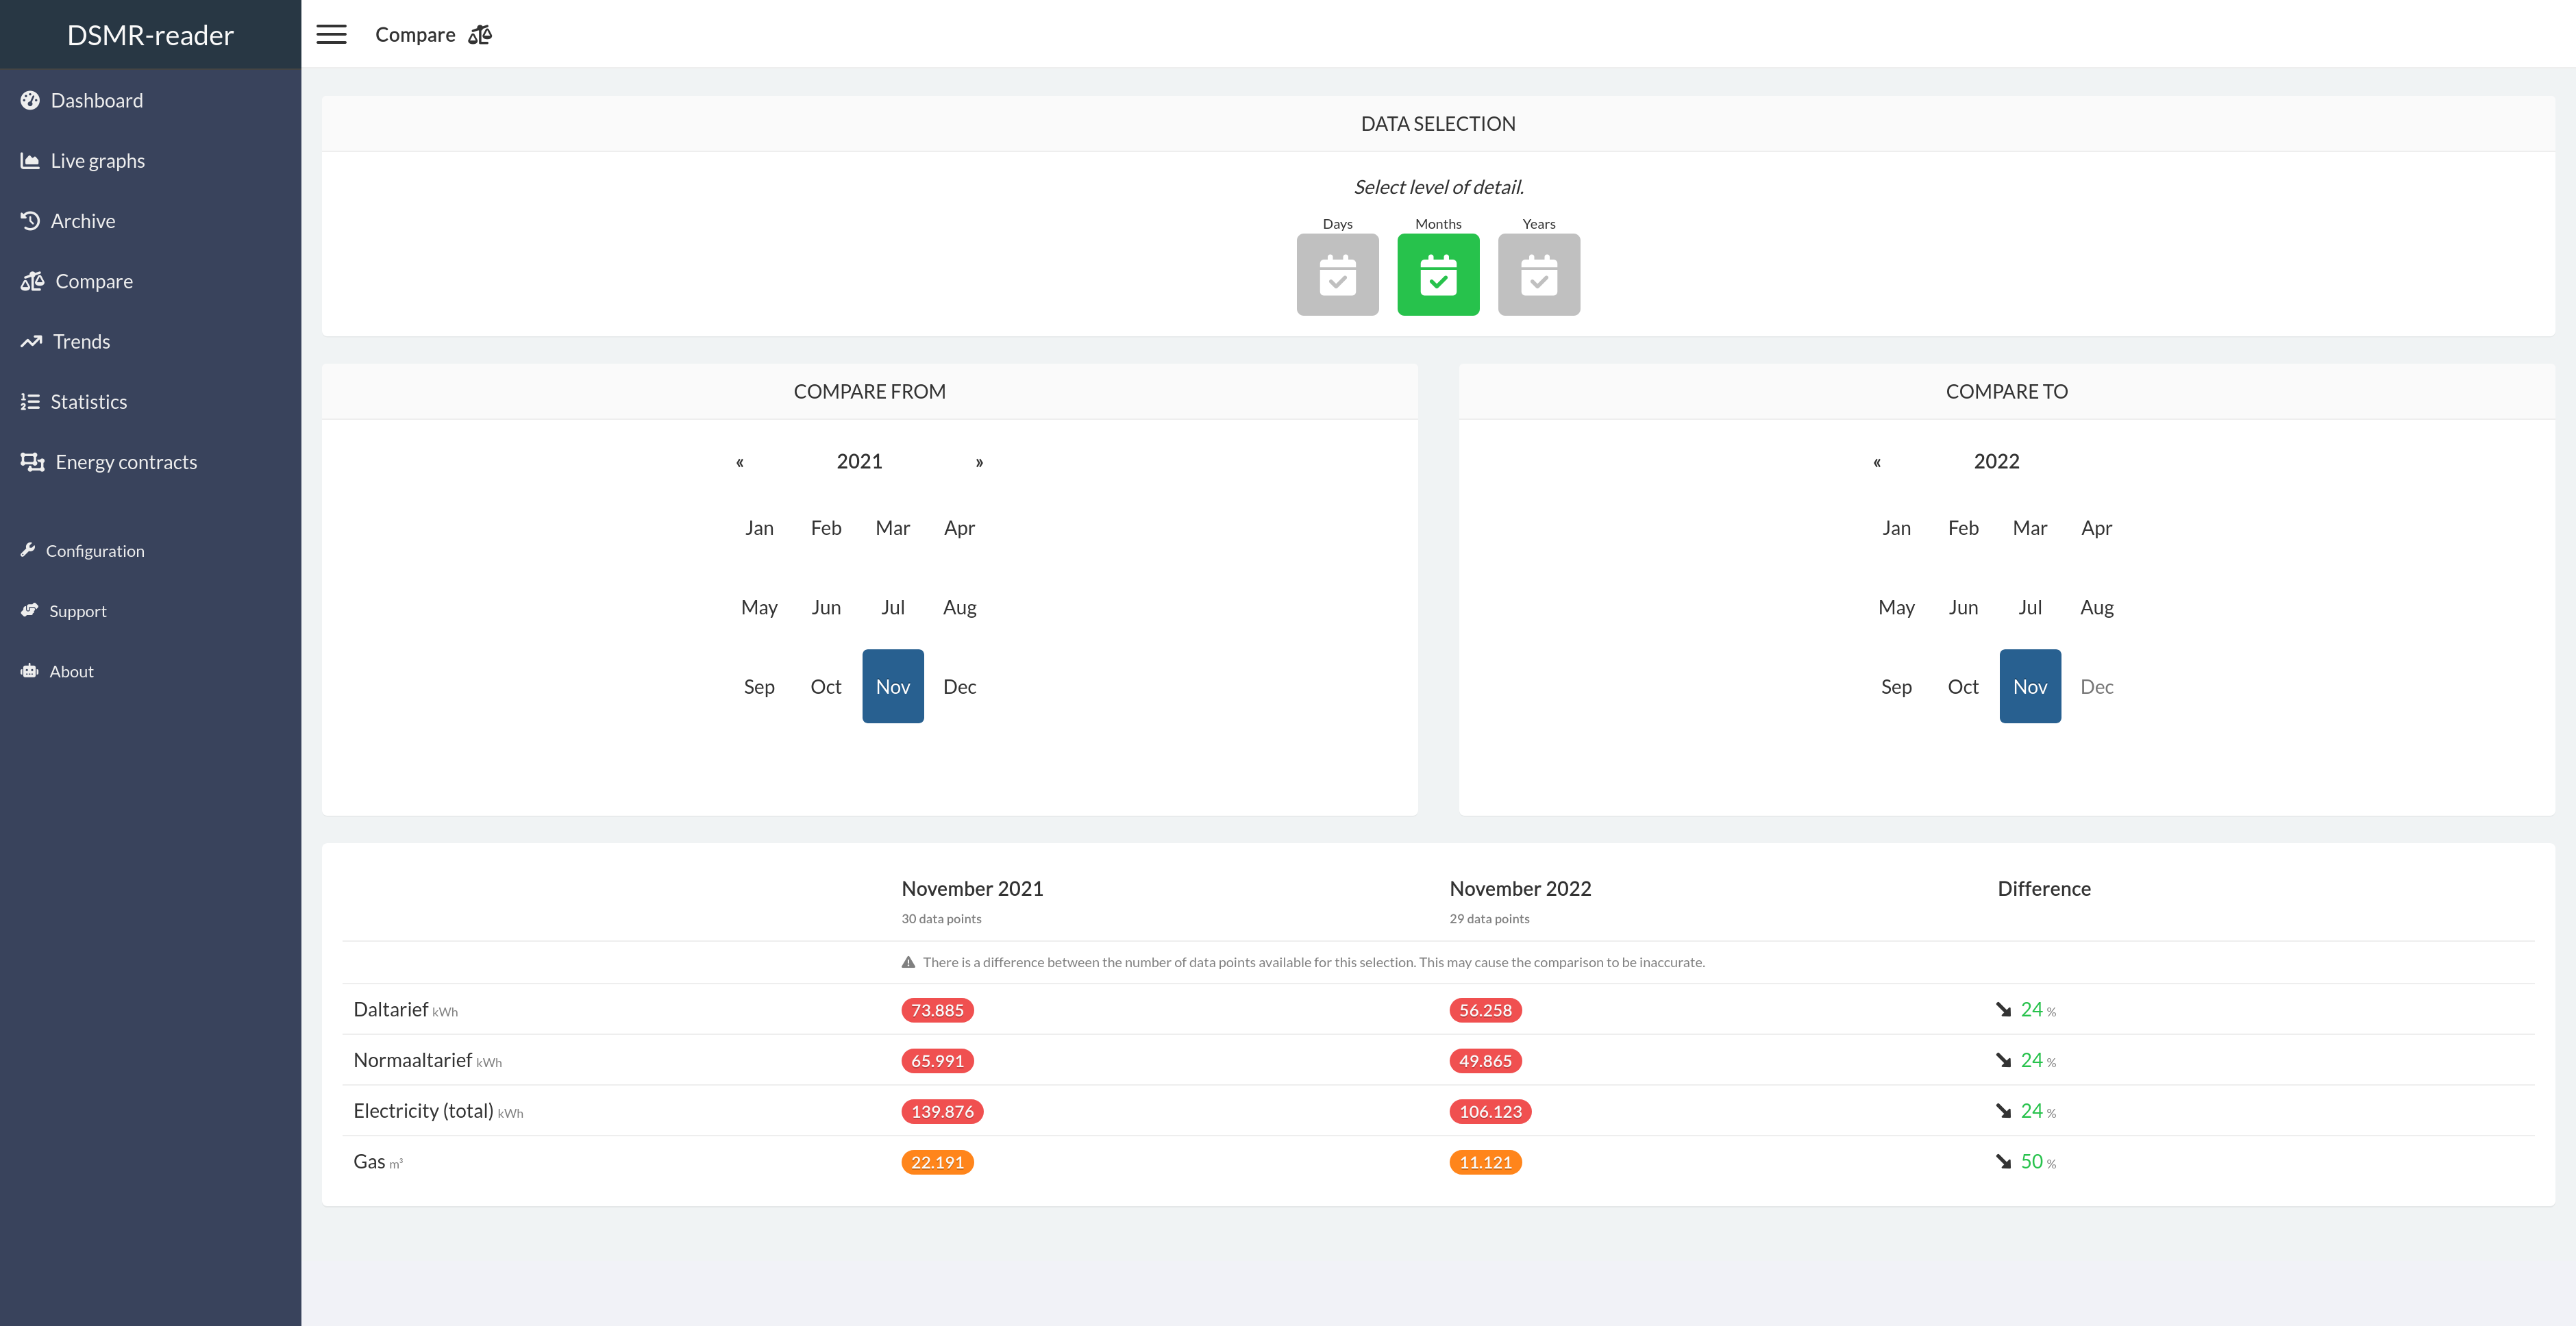 DSMR-reader
Compare
Dashboard
Live graphs
Archive
Compare
Trends
Statistics
Energy contracts
Configuration
Support
About
DATA SELECTION
Select level of detail.
Days Months Years
COMPARE FROM
« 2021 »
Jan Feb Mar Apr
May Jun Jul Aug
Sep Oct Nov Dec
COMPARE TO
« 2022
Jan Feb Mar Apr
May Jun Jul Aug
Sep Oct Nov Dec
November 2021 November 2022 Difference
30 data points 29 data points
There is a difference between the number of data points available for this selection. This may cause the comparison to be inaccurate.
Daltarief kWh 73.885 56.258 24 %
Normaaltarief kWh 65.991 49.865 24 %
Electricity (total) kWh 139.876 106.123 24 %
Gas m³ 22.191 11.121 50 %